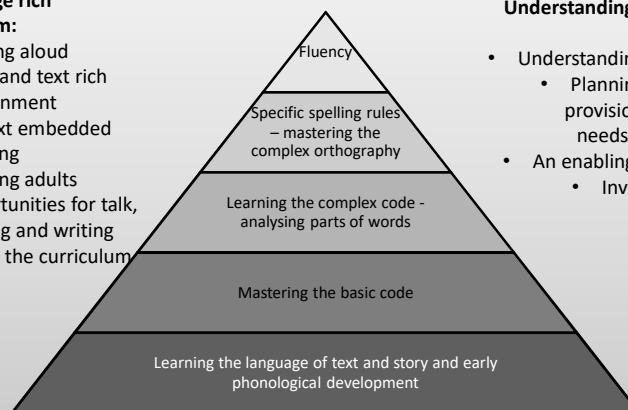 rich
ng aloud
and text rich
nment
xt embedded
ng
ng adults
tunities for talk,
g and writing
the curriculum
Fluency
Specific spelling rules
– mastering the
complex orthography
Learning the complex code -
analysing parts of words
Mastering the basic code
Learning the language of text and story and early
phonological development
Understanding
• Understandin
• Plannin
provisio
needs
• An enabling
• Inv